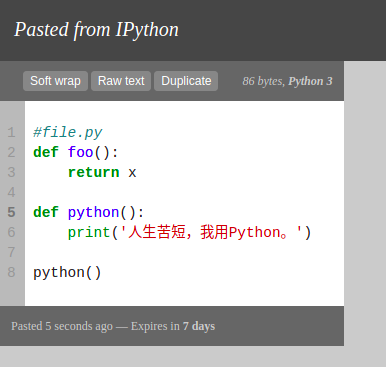 Pasted from IPython
Soft wrap Raw text Duplicate 86 bytes, Python 3
1 #file.py
2 def foo():
3     return x
4
5 def python():
6     print('人生苦短，我用Python。')
7
8 python()
Pasted 5 seconds ago — Expires in 7 days